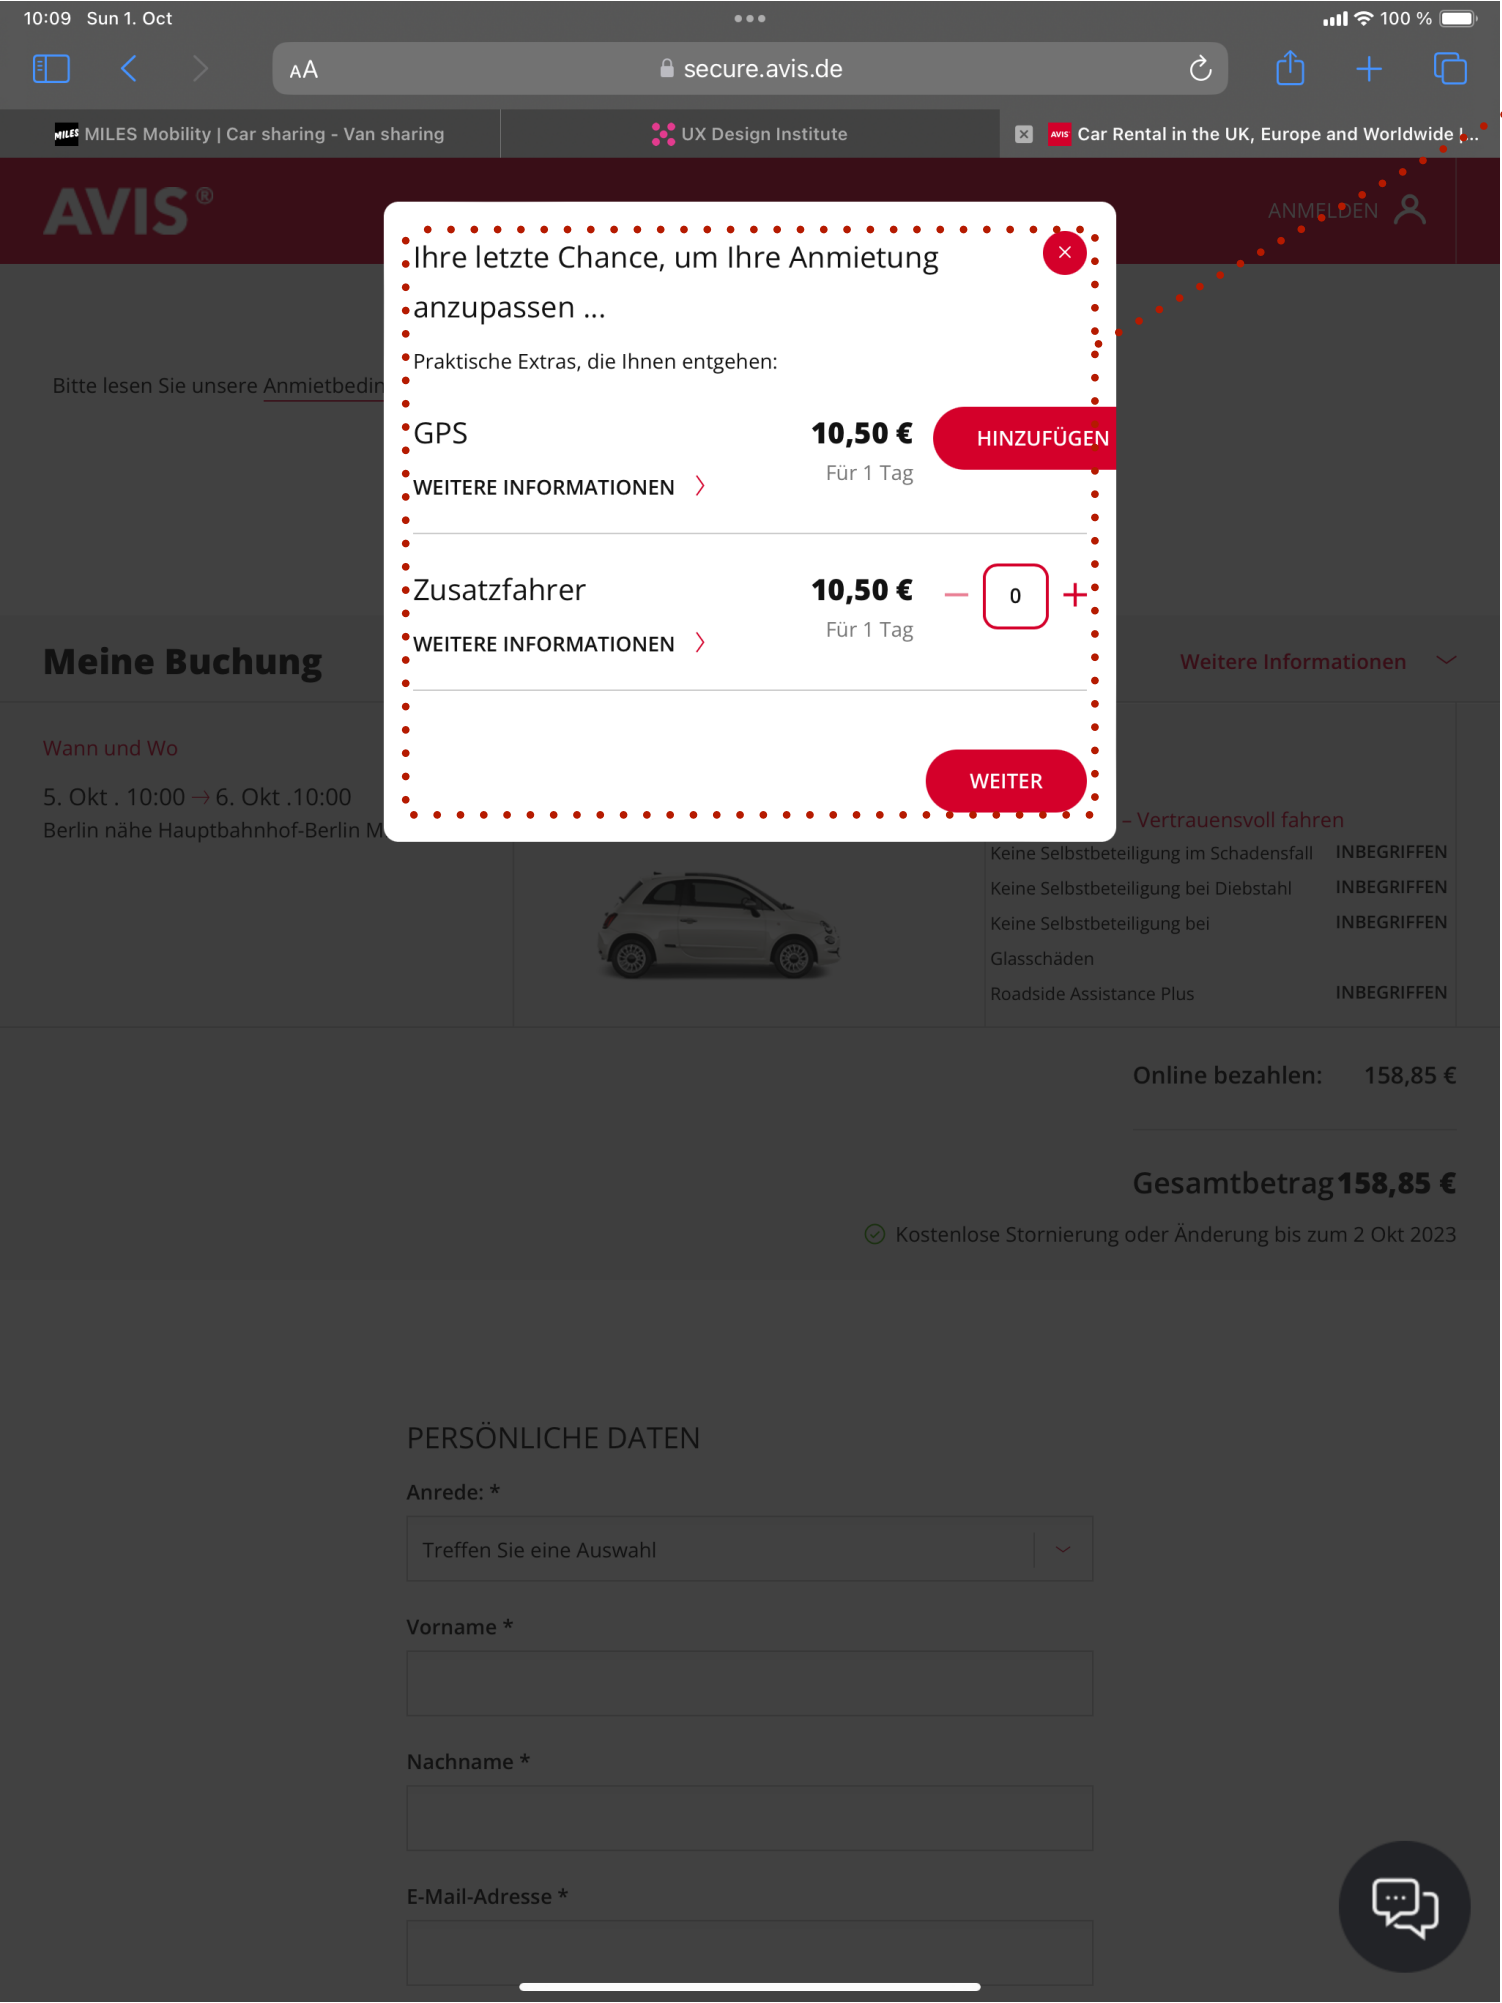 10:09 Sun 1. Oct
100 %
AA
secure.avis.de
MILES MILES Mobility | Car sharing - Van sharing
UX Design Institute
AVIS Car Rental in the UK, Europe and Worldwide |...
AVIS®
ANMELDEN
Ihre letzte Chance, um Ihre Anmietung
anzupassen ...
Praktische Extras, die Ihnen entgehen:
Bitte lesen Sie unsere Anmietbedin
GPS
10,50 €
HINZUFÜGEN
Für 1 Tag
WEITERE INFORMATIONEN
Zusatzfahrer
10,50 €
0
Für 1 Tag
WEITERE INFORMATIONEN
WEITER
Meine Buchung
Weitere Informationen
Wann und Wo
5. Okt . 10:00 → 6. Okt .10:00
Berlin nähe Hauptbahnhof-Berlin M
– Vertrauensvoll fahren
Keine Selbstbeteiligung im Schadensfall INBEGRIFFEN
Keine Selbstbeteiligung bei Diebstahl INBEGRIFFEN
Keine Selbstbeteiligung bei INBEGRIFFEN
Glasschäden
Roadside Assistance Plus INBEGRIFFEN
Online bezahlen: 158,85 €
Gesamtbetrag 158,85 €
Kostenlose Stornierung oder Änderung bis zum 2 Okt 2023
PERSÖNLICHE DATEN
Anrede: *
Treffen Sie eine Auswahl
Vorname *
Nachname *
E-Mail-Adresse *